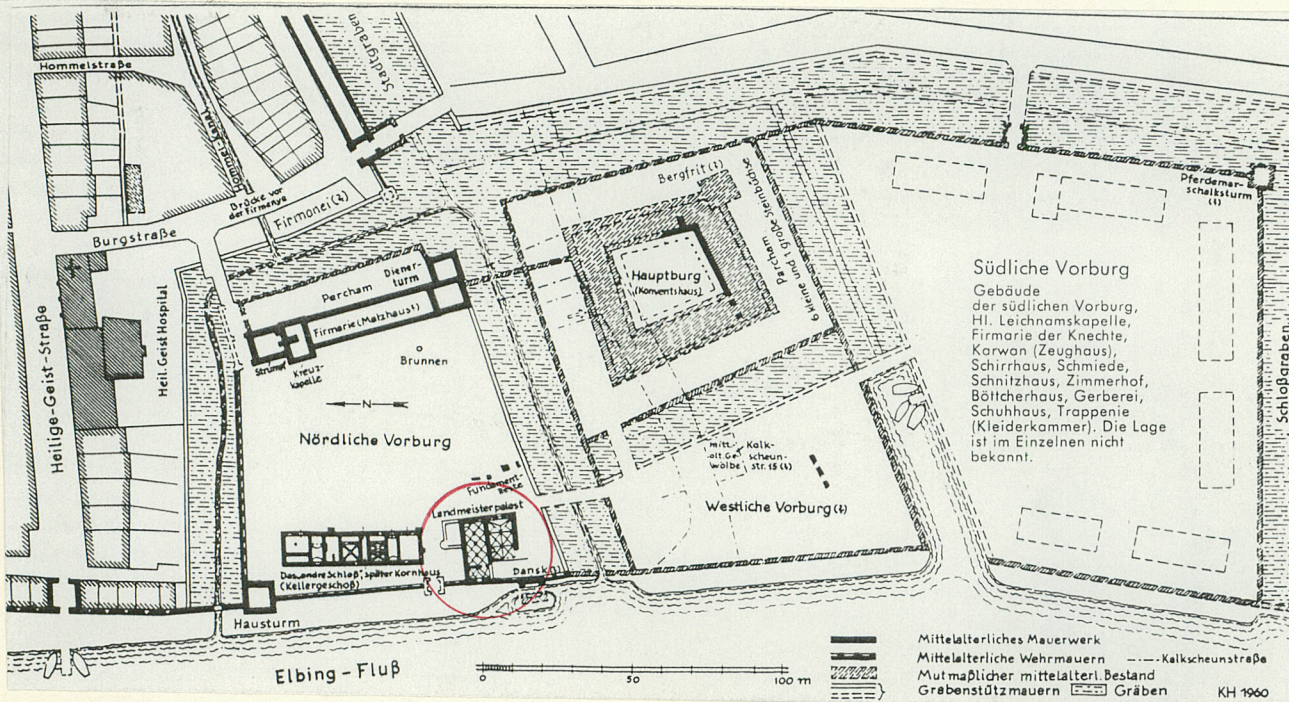 Hommelstraße
Stadtgraben
Brücke vor
der Firmenye
Firmonei (?)
Burgstraße
Heilige-Geist-Straße
Heil. Geist Hospital
Diener-
turm
Parcham
Firmarie (Malzhaus?)
Strumpf
Kreuz-
kapelle
Brunnen
N
Nördliche Vorburg
Fundament-
Reste
Landmeisterpalast
Das andre Schloß, später Kornhaus
(Kellergeschoß)
Dansk(?)
Hausturm
Elbing-Fluß
Bergfrit (?)
Hauptburg
(Konventshaus)
Parcham
6 kleine und 1 große Steinbüchse
mitt.-
alt. Ge-
wölbe
Kalk-
scheun-
str. 15 (?)
Westliche Vorburg (?)
Pferdemar-
schalksturm
(?)
Südliche Vorburg
Gebäude
der südlichen Vorburg,
Hl. Leichnamskapelle,
Firmarie der Knechte,
Karwan (Zeughaus),
Schirrhaus, Schmiede,
Schnitzhaus, Zimmerhof,
Böttcherhaus, Gerberei,
Schuhhaus, Trappenie
(Kleiderkammer). Die Lage
ist im Einzelnen nicht
bekannt.
Schloßgraben
0 50 100 m
Mittelalterliches Mauerwerk
Mittelalterliche Wehrmauern Kalkscheunstraße
Mutmaßlicher mittelalterl. Bestand
Grabenstützmauern Gräben
KH 1960